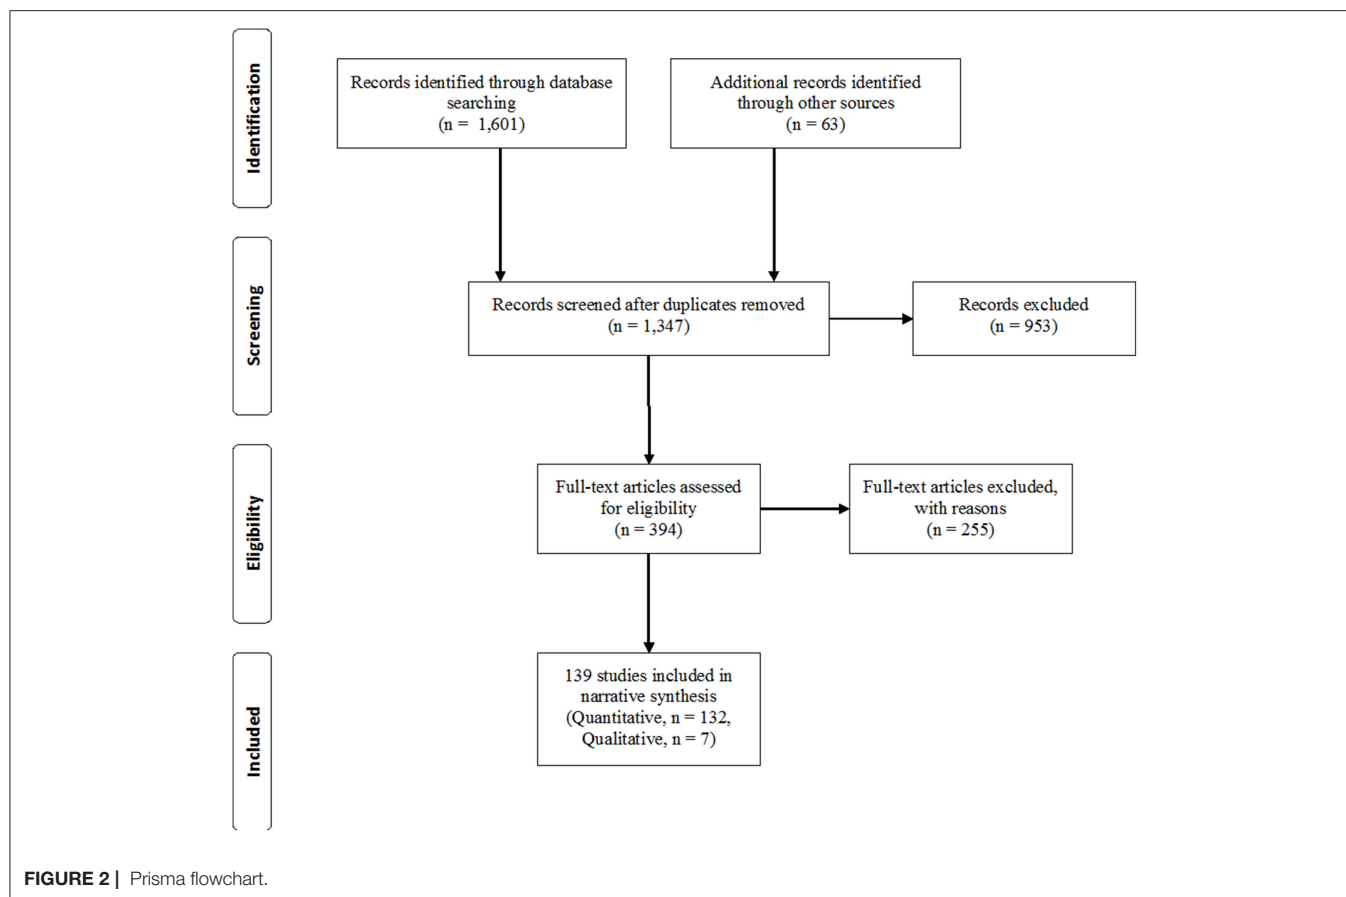 Identification
Records identified through database
searching
(n = 1,601)
Additional records identified
through other sources
(n = 63)
Screening
Records screened after duplicates removed
(n = 1,347)
Records excluded
(n = 953)
Eligibility
Full-text articles assessed
for eligibility
(n = 394)
Full-text articles excluded,
with reasons
(n = 255)
Included
139 studies included in
narrative synthesis
(Quantitative, n = 132,
Qualitative, n = 7)
FIGURE 2 | Prisma flowchart.